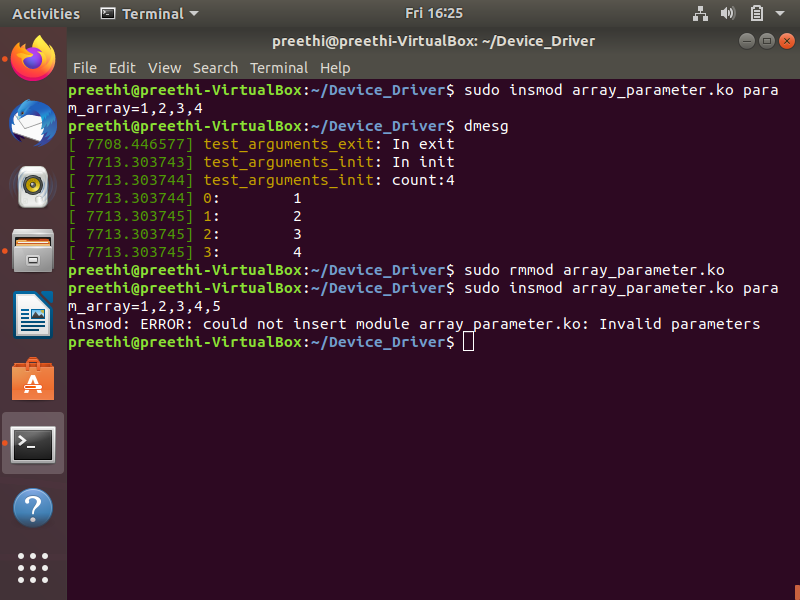 Activities Terminal Fri 16:25
preethi@preethi-VirtualBox: ~/Device_Driver
File Edit View Search Terminal Help
preethi@preethi-VirtualBox:~/Device_Driver$ sudo insmod array_parameter.ko para
m_array=1,2,3,4
preethi@preethi-VirtualBox:~/Device_Driver$ dmesg
[ 7708.446577] test_arguments_exit: In exit
[ 7713.303743] test_arguments_init: In init
[ 7713.303744] test_arguments_init: count:4
[ 7713.303744] 0:        1
[ 7713.303745] 1:        2
[ 7713.303745] 2:        3
[ 7713.303745] 3:        4
preethi@preethi-VirtualBox:~/Device_Driver$ sudo rmmod array_parameter.ko
preethi@preethi-VirtualBox:~/Device_Driver$ sudo insmod array_parameter.ko para
m_array=1,2,3,4,5
insmod: ERROR: could not insert module array_parameter.ko: Invalid parameters
preethi@preethi-VirtualBox:~/Device_Driver$